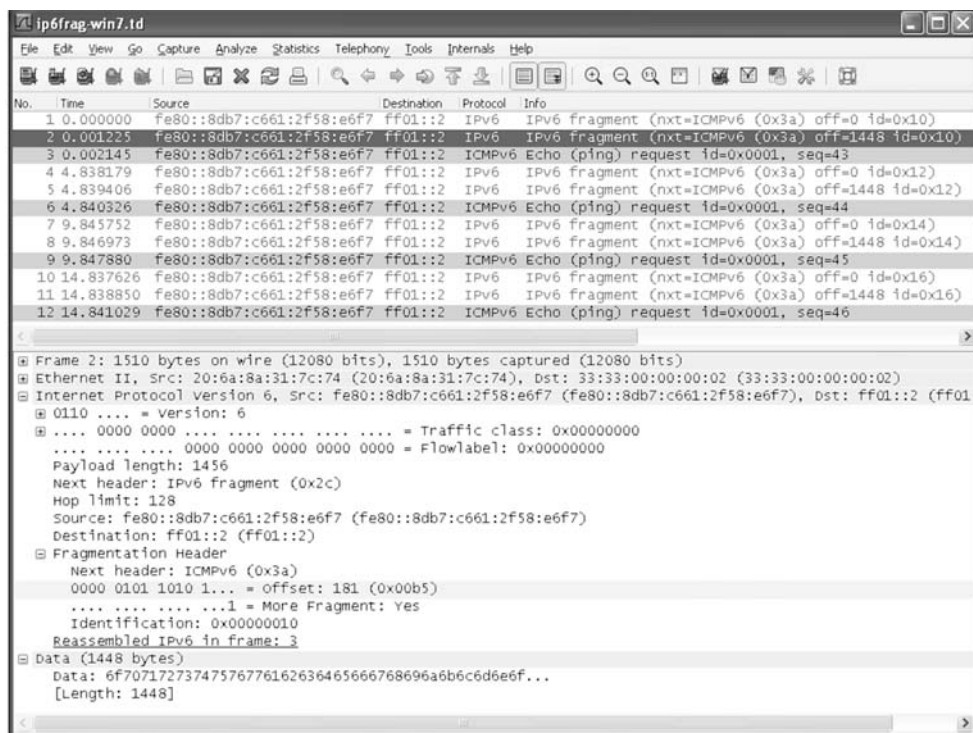 ip6frag-win7.td
File Edit View Go Capture Analyze Statistics Telephony Tools Internals Help
No. Time Source Destination Protocol Info
1 0.000000 fe80::8db7:c661:2f58:e6f7 ff01::2 IPv6 IPv6 fragment (nxt=ICMPv6 (0x3a) off=0 id=0x10)
2 0.001225 fe80::8db7:c661:2f58:e6f7 ff01::2 IPv6 IPv6 fragment (nxt=ICMPv6 (0x3a) off=1448 id=0x10)
3 0.002145 fe80::8db7:c661:2f58:e6f7 ff01::2 ICMPv6 Echo (ping) request id=0x0001, seq=43
4 4.838179 fe80::8db7:c661:2f58:e6f7 ff01::2 IPv6 IPv6 fragment (nxt=ICMPv6 (0x3a) off=0 id=0x12)
5 4.839406 fe80::8db7:c661:2f58:e6f7 ff01::2 IPv6 IPv6 fragment (nxt=ICMPv6 (0x3a) off=1448 id=0x12)
6 4.840326 fe80::8db7:c661:2f58:e6f7 ff01::2 ICMPv6 Echo (ping) request id=0x0001, seq=44
7 9.845752 fe80::8db7:c661:2f58:e6f7 ff01::2 IPv6 IPv6 fragment (nxt=ICMPv6 (0x3a) off=0 id=0x14)
8 9.846973 fe80::8db7:c661:2f58:e6f7 ff01::2 IPv6 IPv6 fragment (nxt=ICMPv6 (0x3a) off=1448 id=0x14)
9 9.847880 fe80::8db7:c661:2f58:e6f7 ff01::2 ICMPv6 Echo (ping) request id=0x0001, seq=45
10 14.837626 fe80::8db7:c661:2f58:e6f7 ff01::2 IPv6 IPv6 fragment (nxt=ICMPv6 (0x3a) off=0 id=0x16)
11 14.838850 fe80::8db7:c661:2f58:e6f7 ff01::2 IPv6 IPv6 fragment (nxt=ICMPv6 (0x3a) off=1448 id=0x16)
12 14.841029 fe80::8db7:c661:2f58:e6f7 ff01::2 ICMPv6 Echo (ping) request id=0x0001, seq=46
Frame 2: 1510 bytes on wire (12080 bits), 1510 bytes captured (12080 bits)
Ethernet II, Src: 20:6a:8a:31:7c:74 (20:6a:8a:31:7c:74), Dst: 33:33:00:00:00:02 (33:33:00:00:00:02)
Internet Protocol Version 6, Src: fe80::8db7:c661:2f58:e6f7 (fe80::8db7:c661:2f58:e6f7), Dst: ff01::2 (ff01
0110 .... = Version: 6
.... 0000 0000 .... .... .... .... .... = Traffic class: 0x00000000
.... .... .... 0000 0000 0000 0000 0000 = Flowlabel: 0x00000000
Payload length: 1456
Next header: IPv6 fragment (0x2c)
Hop limit: 128
Source: fe80::8db7:c661:2f58:e6f7 (fe80::8db7:c661:2f58:e6f7)
Destination: ff01::2 (ff01::2)
Fragmentation Header
Next header: ICMPv6 (0x3a)
0000 0101 1010 1... = Offset: 181 (0x00b5)
.... .... .... ...1 = More Fragment: Yes
Identification: 0x00000010
Reassembled IPv6 in frame: 3
Data (1448 bytes)
Data: 6f70717273747576776162636465666768696a6b6c6d6e6f...
[Length: 1448]